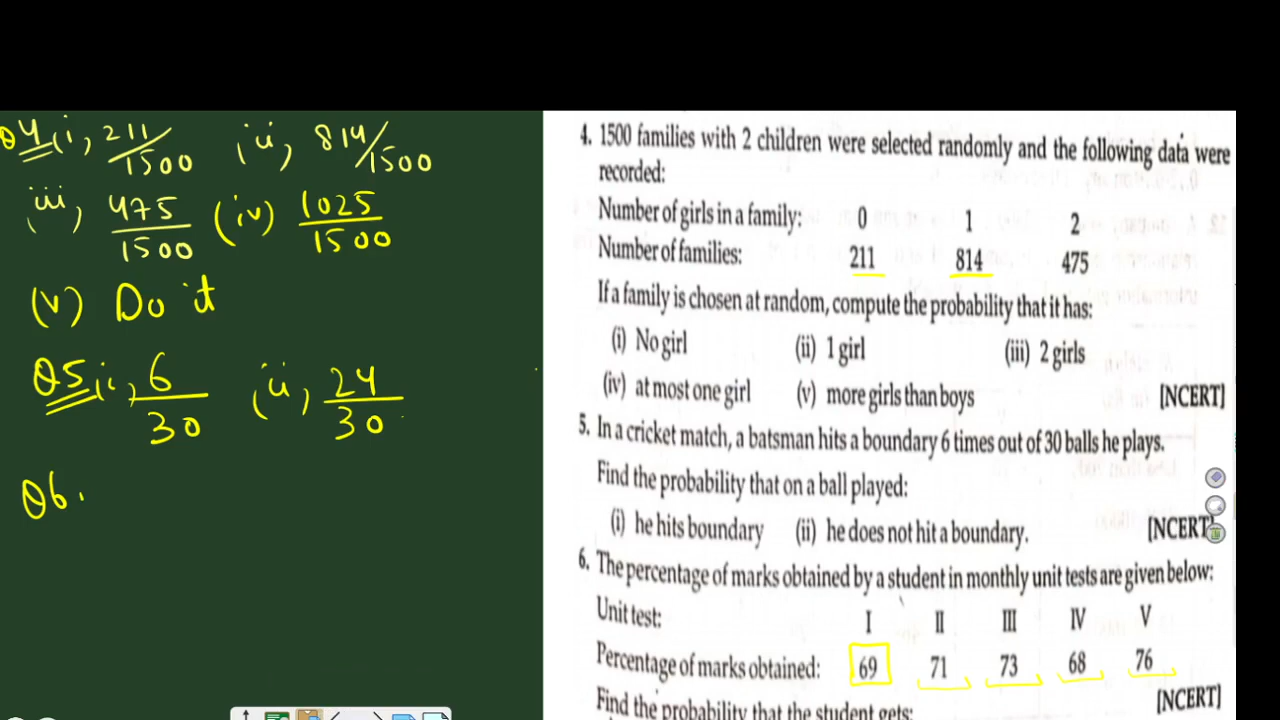 Q4 (i, 211/1500 (ii, 814/1500
(iii, 475/1500 (iv) 1025/1500
(v) Do it
Q5 (i, 6/30 (ii, 24/30
Q6.
4. 1500 families with 2 children were selected randomly and the following data were
recorded:
Number of girls in a family: 0 1 2
Number of families: 211 814 475
If a family is chosen at random, compute the probability that it has:
(i) No girl (ii) 1 girl (iii) 2 girls
(iv) at most one girl (v) more girls than boys [NCERT]
5. In a cricket match, a batsman hits a boundary 6 times out of 30 balls he plays.
Find the probability that on a ball played:
(i) he hits boundary (ii) he does not hit a boundary. [NCERT]
6. The percentage of marks obtained by a student in monthly unit tests are given below:
Unit test: I II III IV V
Percentage of marks obtained: 69 71 73 68 76
Find the probability that the student gets: [NCERT]